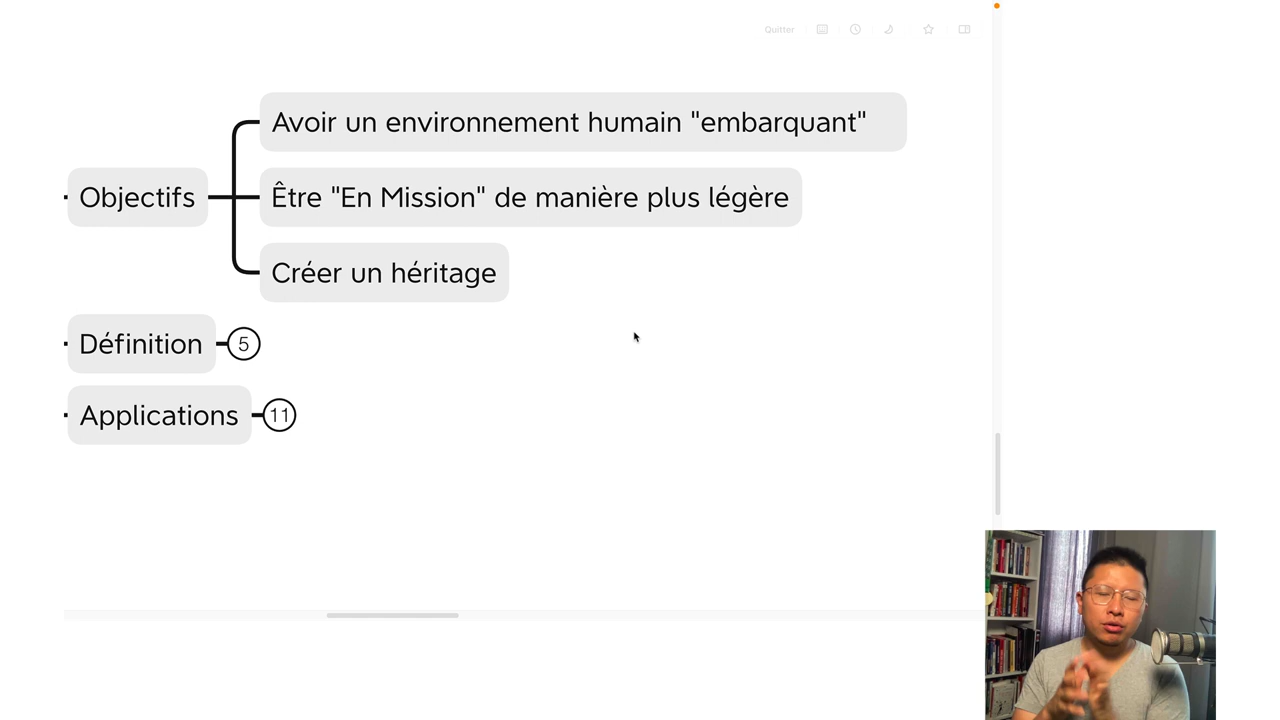 Quitter
Avoir un environnement humain "embarquant"
Objectifs
Être "En Mission" de manière plus légère
Créer un héritage
Définition
5
Applications
11